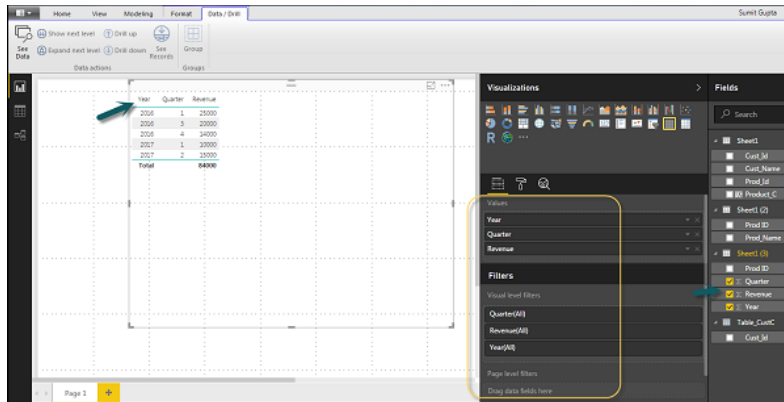 Home View Modeling Format Data / Drill Sumit Gupta
See Data
Show next level Drill up
Expand next level Drill down
See Records
Group
Data actions Groups
Year Quarter Revenue
2016 1 25000
2016 3 20000
2016 4 14000
2017 1 10000
2017 2 15000
Total 84000
Page 1 +
Visualizations >
R ...
Values
Year
Quarter
Revenue
Filters
Visual level filters
Quarter(All)
Revenue(All)
Year(All)
Page level filters
Drag data fields here
Fields
Search
Sheet1
Cust_Id
Cust_Name
Prod_Id
Product_C
Sheet1 (2)
Prod ID
Prod_Name
Sheet1 (3)
Prod ID
Quarter
Revenue
Year
Table_CustC
Cust_Id